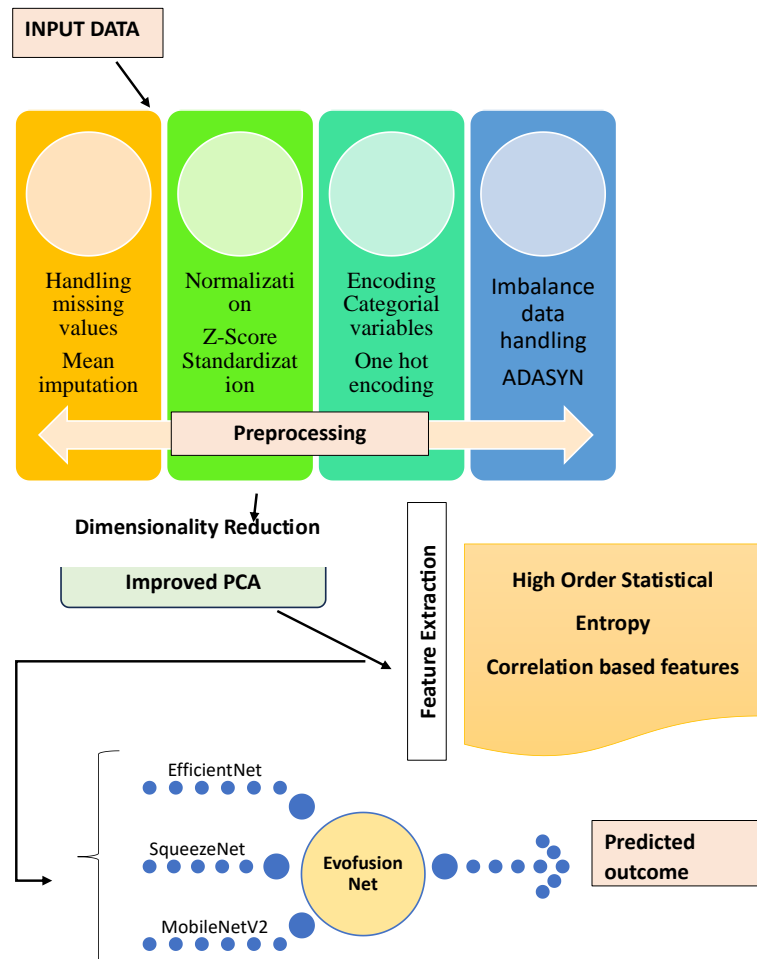 INPUT DATA
Handling
missing
values
Mean
imputation
Normalizati
on
Z-Score
Standardizat
ion
Encoding
Categorial
variables
One hot
encoding
Imbalance
data
handling
ADASYN
Preprocessing
Dimensionality Reduction
Improved PCA
Feature Extraction
High Order Statistical
Entropy
Correlation based features
EfficientNet
SqueezeNet
MobileNetV2
Evofusion
Net
Predicted
outcome